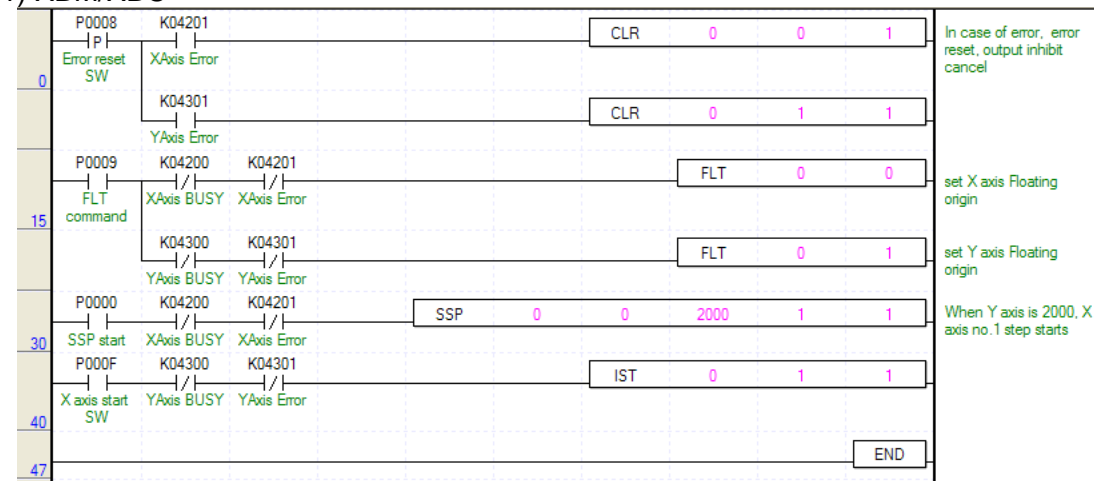 P0008 K04201
P CLR 0 0 1 In case of error, error
Error reset XAxis Error reset, output inhibit
SW cancel
0
K04301
CLR 0 1 1
YAxis Error
P0009 K04200 K04201
FLT 0 0
FLT XAxis BUSY XAxis Error set X axis Floating
command origin
15
K04300 K04301
FLT 0 1 set Y axis Floating
YAxis BUSY YAxis Error origin
P0000 K04200 K04201
SSP 0 0 2000 1 1 When Y axis is 2000, X
SSP start XAxis BUSY XAxis Error axis no.1 step starts
30
P000F K04300 K04301
IST 0 1 1
X axis start YAxis BUSY YAxis Error
SW
40
END
47